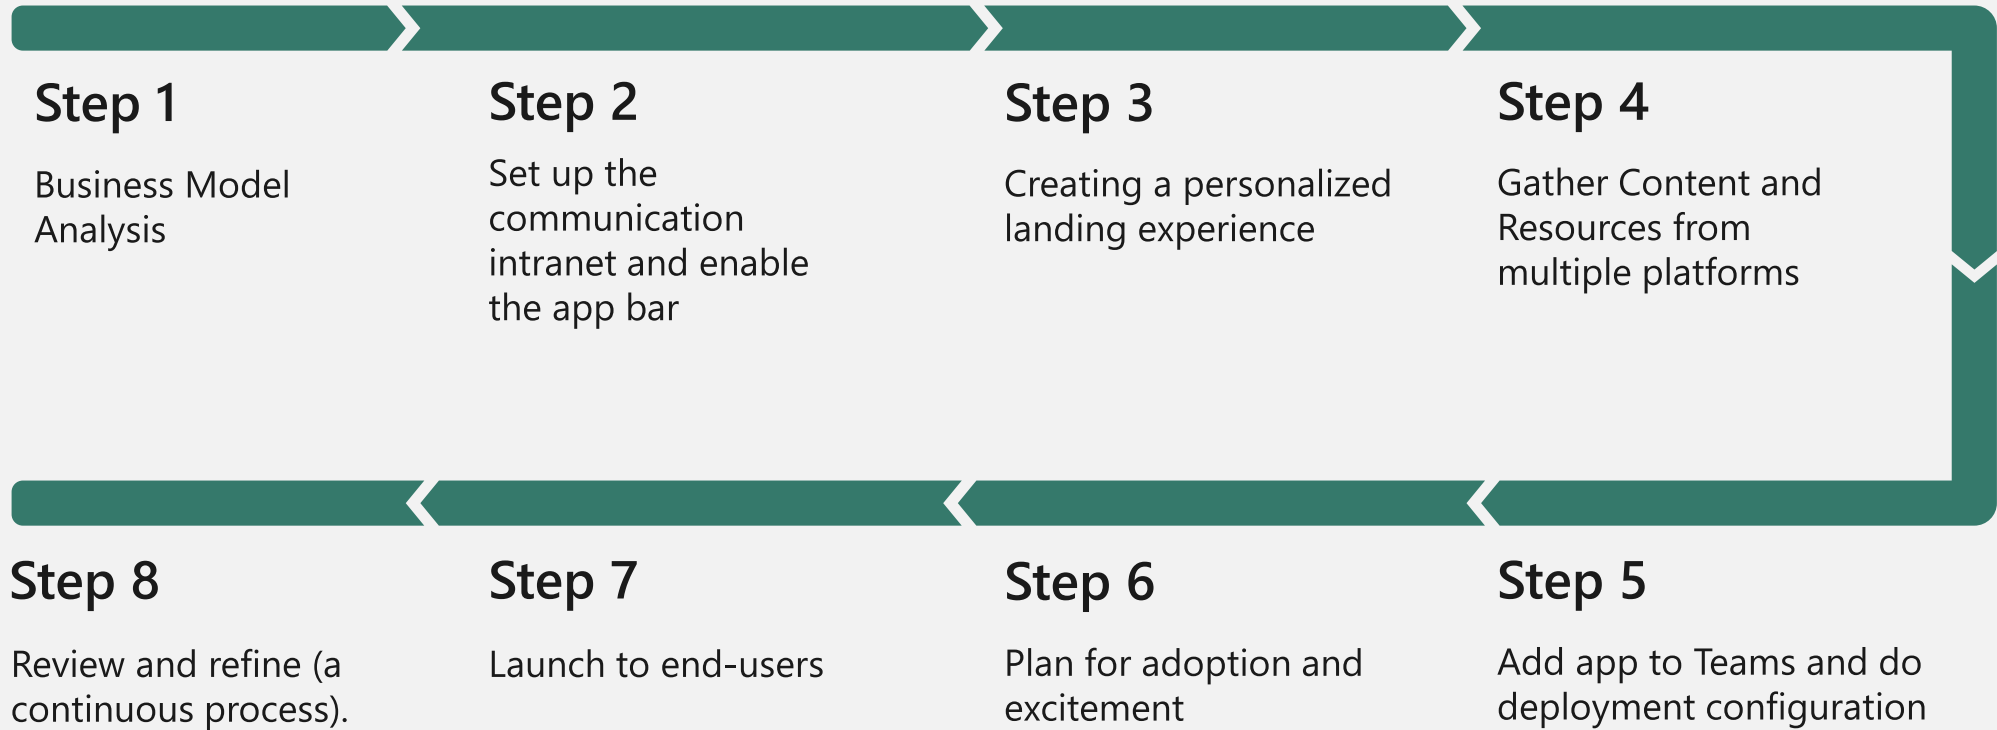 Step 1
Business Model
Analysis
Step 2
Set up the
communication
intranet and enable
the app bar
Step 3
Creating a personalized
landing experience
Step 4
Gather Content and
Resources from
multiple platforms
Step 5
Add app to Teams and do
deployment configuration
Step 6
Plan for adoption and
excitement
Step 7
Launch to end-users
Step 8
Review and refine (a
continuous process).